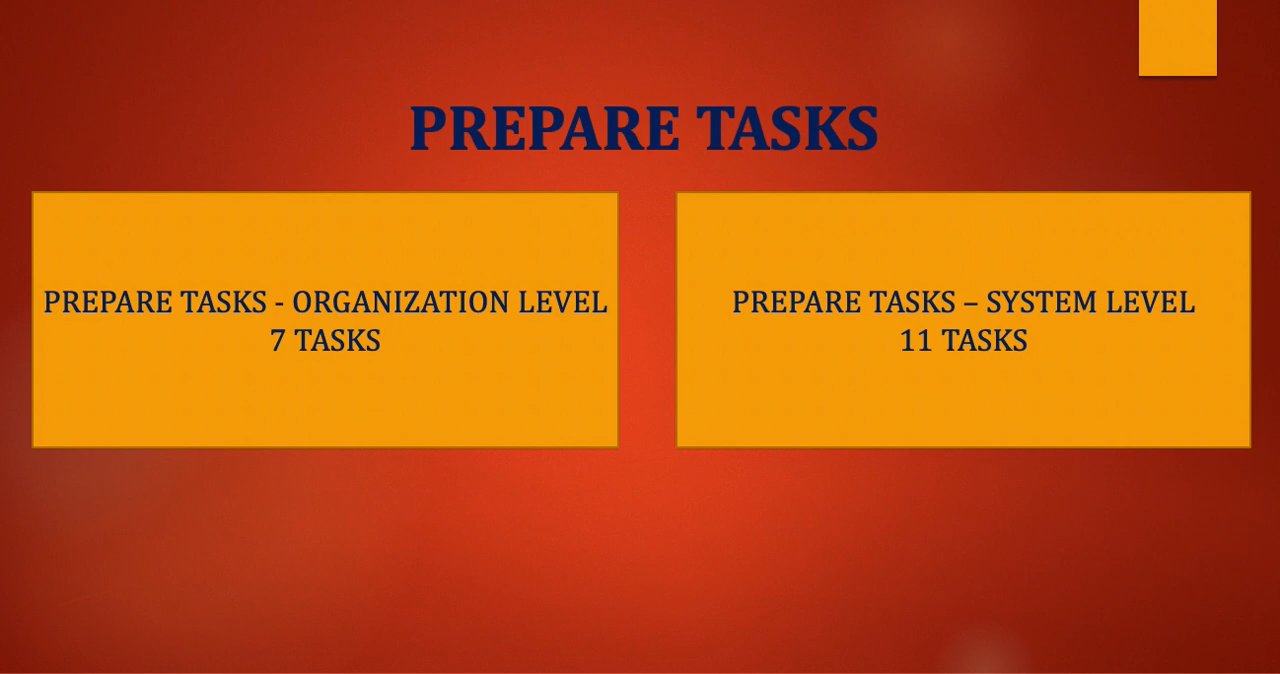 PREPARE TASKS
PREPARE TASKS - ORGANIZATION LEVEL
7 TASKS
PREPARE TASKS – SYSTEM LEVEL
11 TASKS